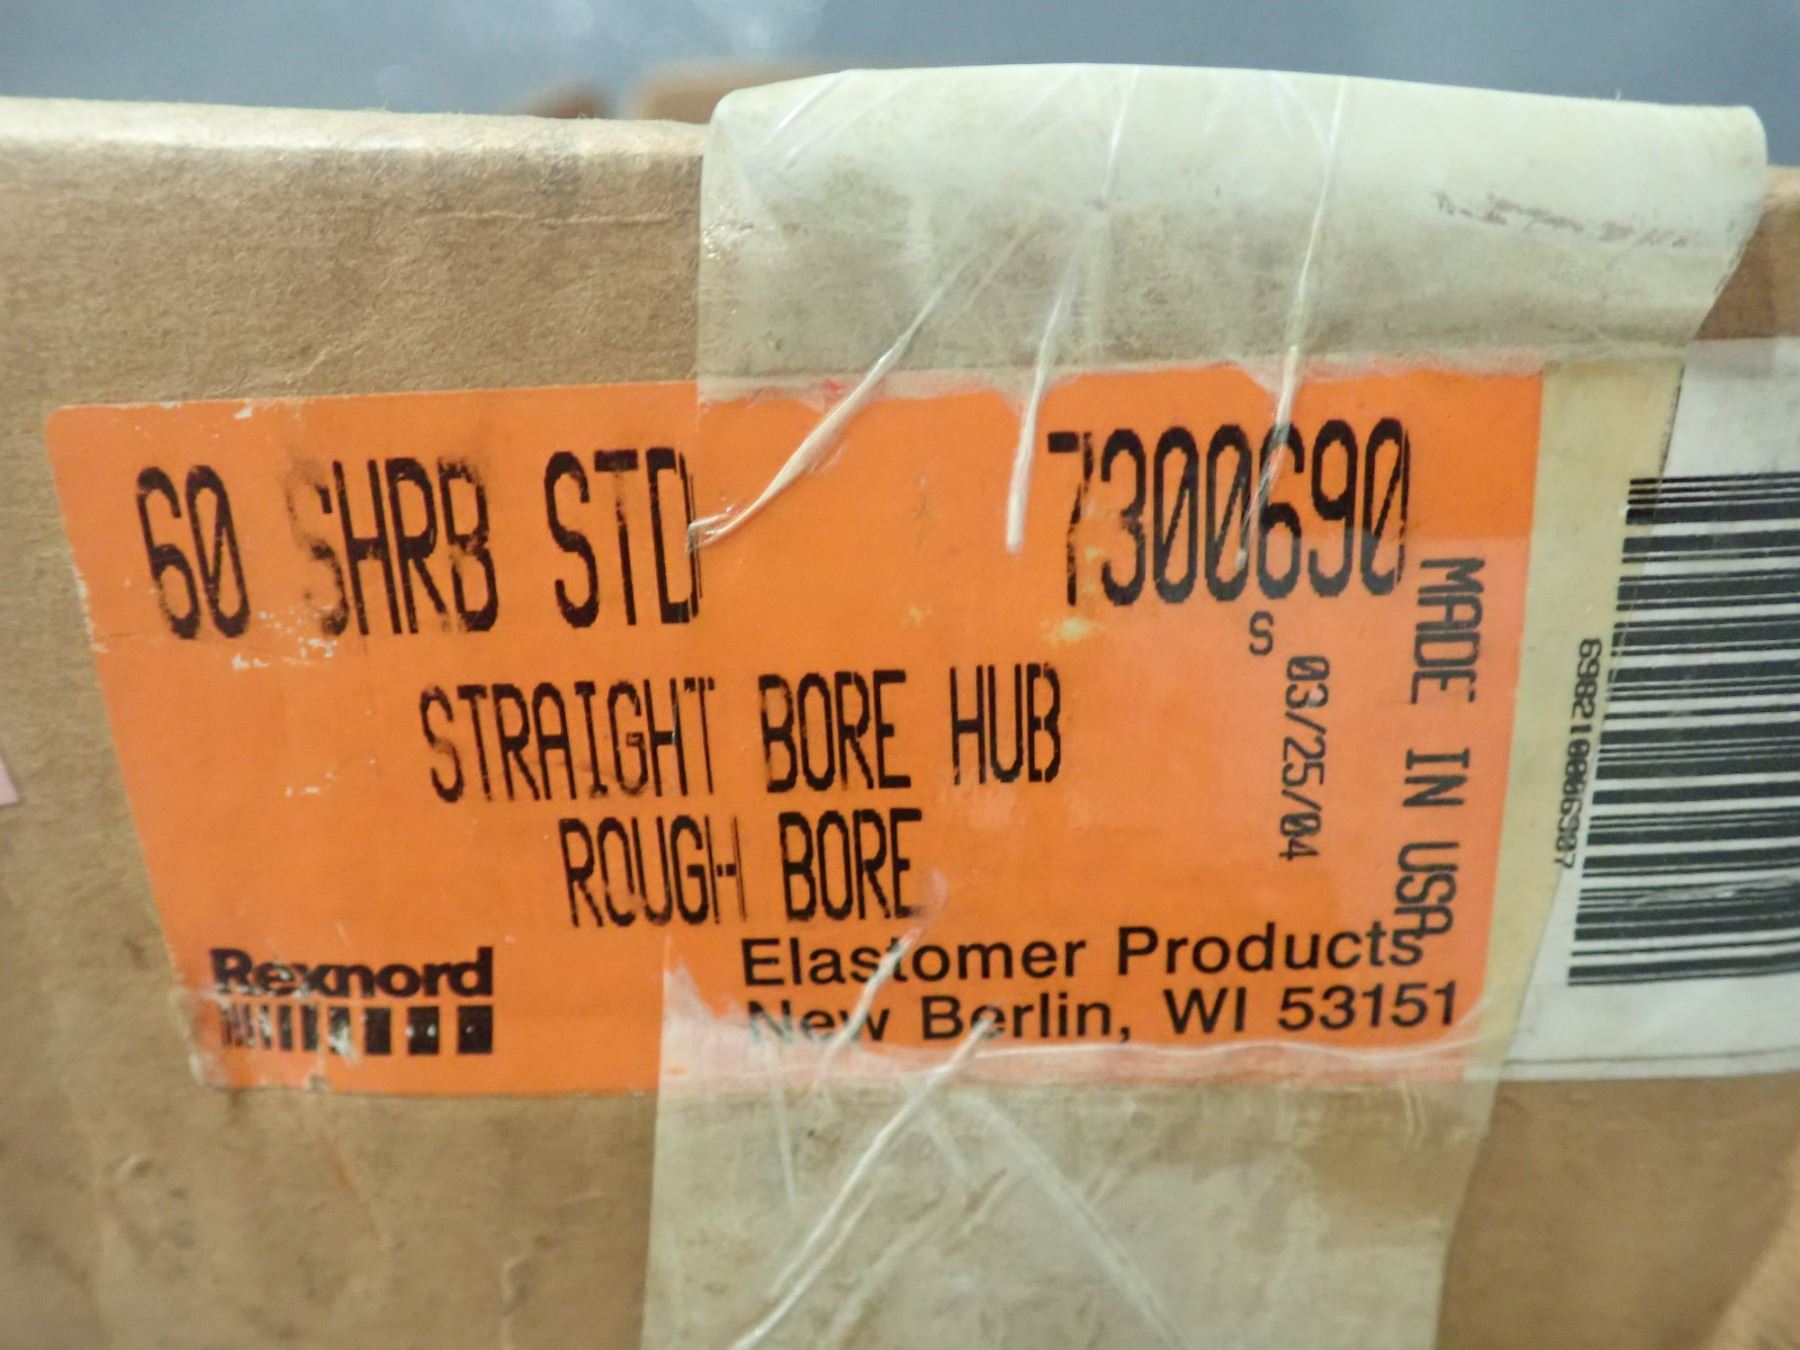 60 SHRB STD 7300690
S
03/25/04
MADE IN USA
STRAIGHT BORE HUB
ROUGH BORE
Rexnord
Elastomer Products
New Berlin, WI 53151